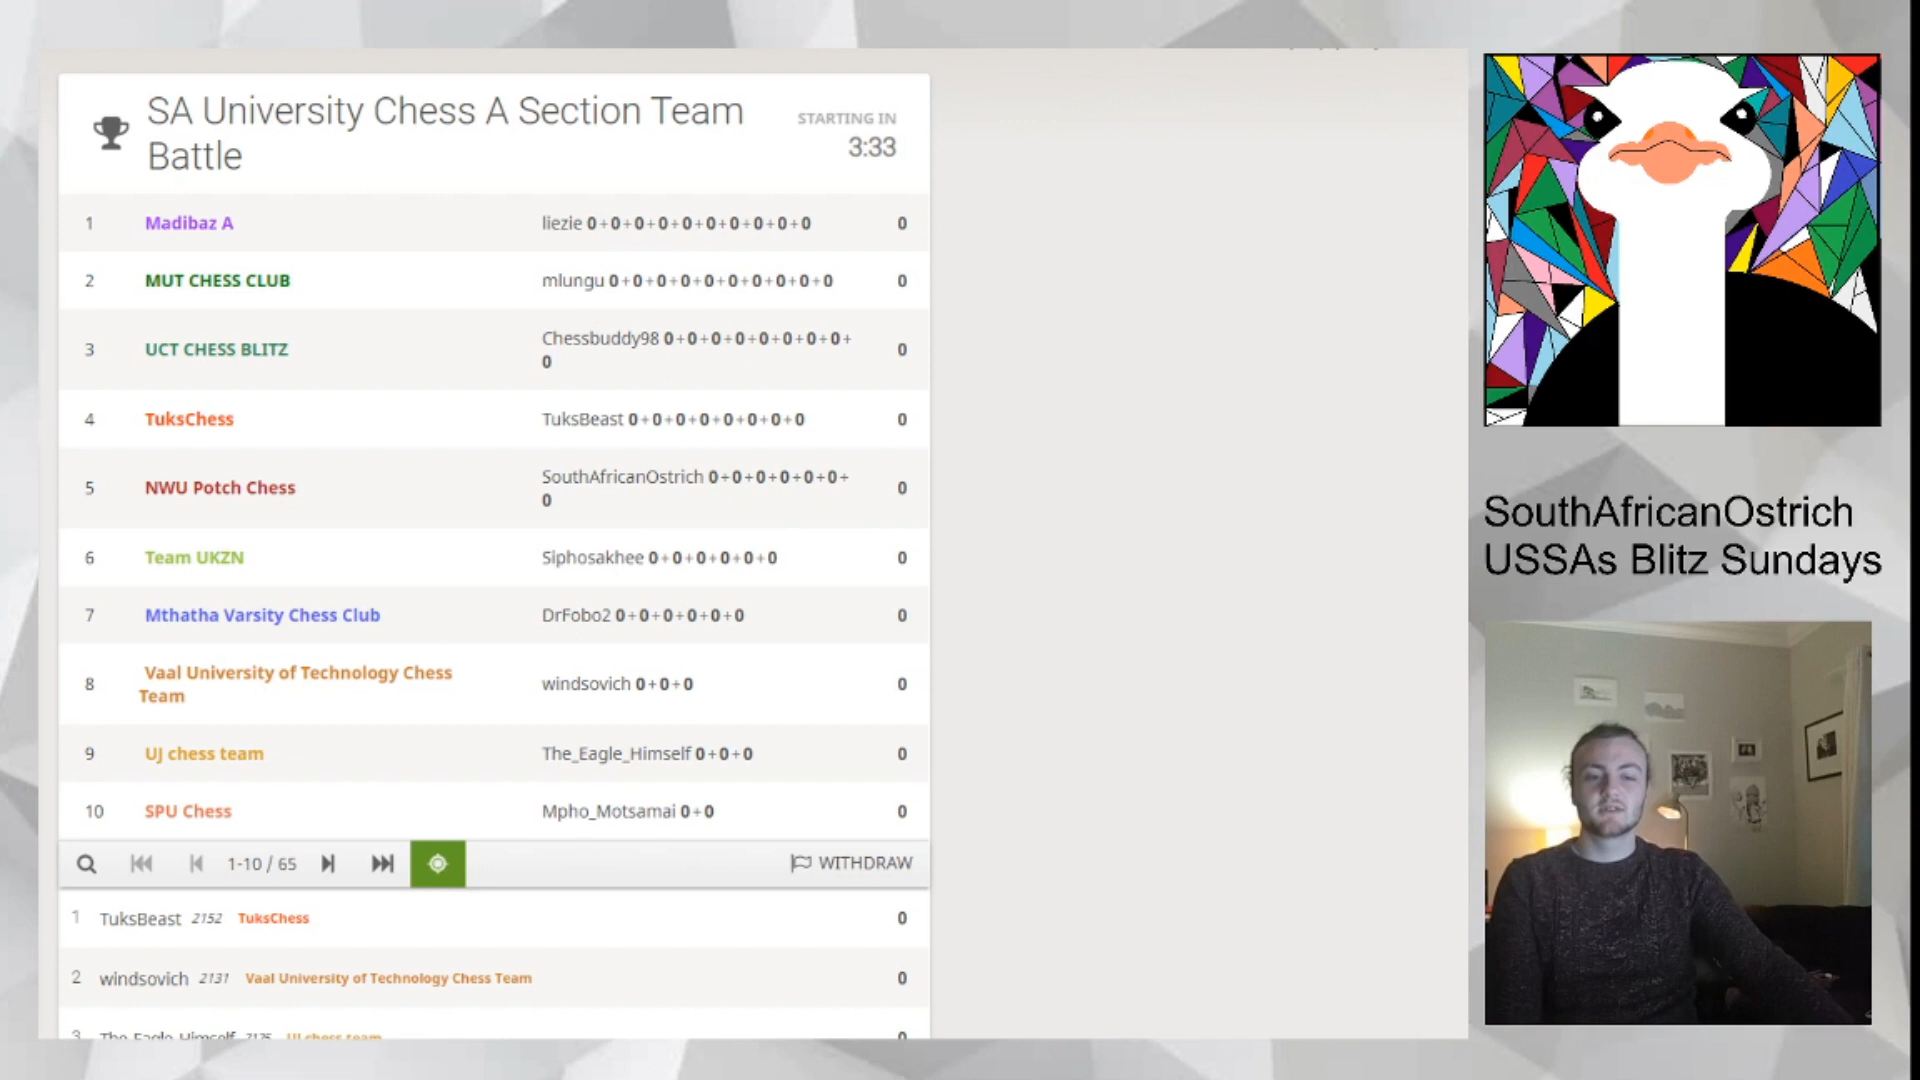 SA University Chess A Section Team
Battle
STARTING IN
3:33
1 Madibaz A liezie 0+0+0+0+0+0+0+0+0+0 0
2 MUT CHESS CLUB mlungu 0+0+0+0+0+0+0+0+0+0 0
3 UCT CHESS BLITZ Chessbuddy98 0+0+0+0+0+0+0+0+
0 0
4 TuksChess TuksBeast 0+0+0+0+0+0+0+0 0
5 NWU Potch Chess SouthAfricanOstrich 0+0+0+0+0+0+
0 0
6 Team UKZN Siphosakhee 0+0+0+0+0+0 0
7 Mthatha Varsity Chess Club DrFobo2 0+0+0+0+0+0 0
8 Vaal University of Technology Chess
Team windsovich 0+0+0 0
9 UJ chess team The_Eagle_Himself 0+0+0 0
10 SPU Chess Mpho_Motsamai 0+0 0
1-10 / 65 WITHDRAW
1 TuksBeast 2152 TuksChess 0
2 windsovich 2131 Vaal University of Technology Chess Team 0
3 The_Eagle_Himself UJ chess team 0
SouthAfricanOstrich
USSAs Blitz Sundays